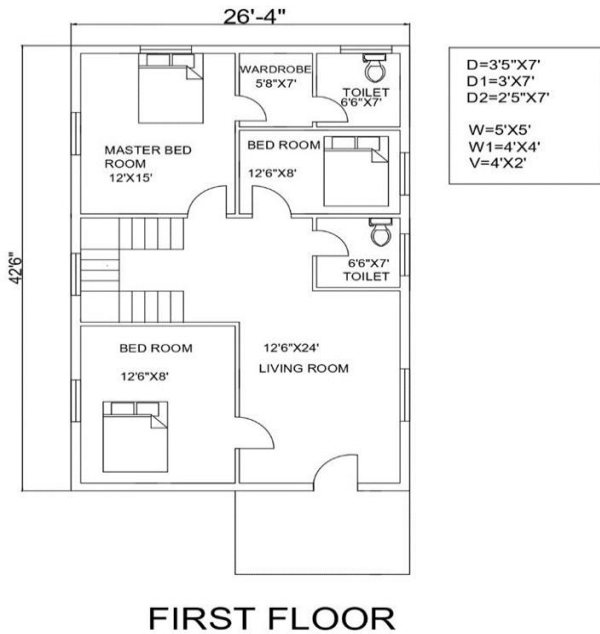 26'-4"
WARDROBE
5'8"X7'
TOILET
6'6"X7'
MASTER BED
ROOM
12'X15'
BED ROOM
12'6"X8'
42'6"
6'6"X7'
TOILET
BED ROOM
12'6"X8'
12'6"X24'
LIVING ROOM
D=3'5"X7'
D1=3'X7'
D2=2'5"X7'
W=5'X5'
W1=4'X4'
V=4'X2'
FIRST FLOOR